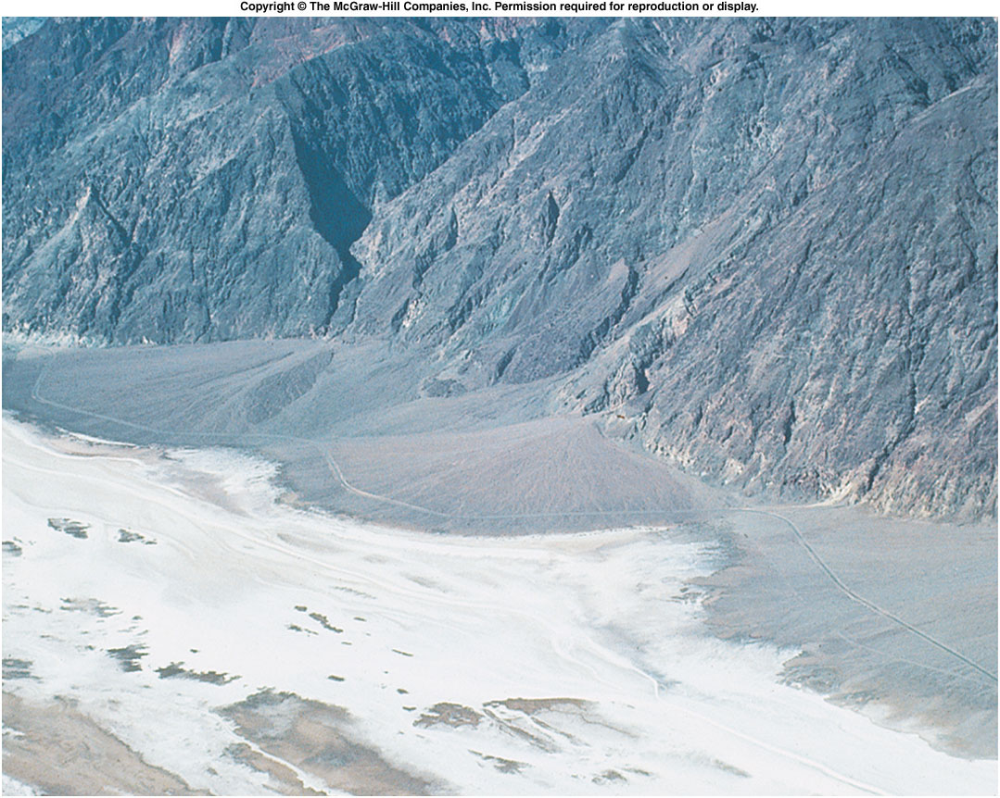 Copyright © The McGraw-Hill Companies, Inc. Permission required for reproduction or display.